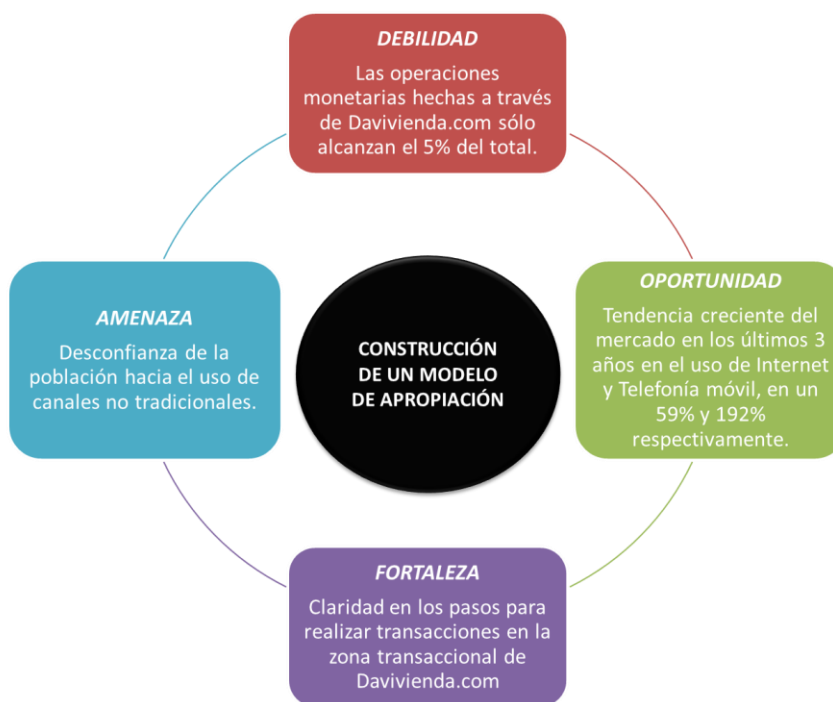 DEBILIDAD
Las operaciones
monetarias hechas a través
de Davivienda.com sólo
alcanzan el 5% del total.
OPORTUNIDAD
Tendencia creciente del
mercado en los últimos 3
años en el uso de Internet
y Telefonía móvil, en un
59% y 192%
respectivamente.
FORTALEZA
Claridad en los pasos para
realizar transacciones en la
zona transaccional de
Davivienda.com
AMENAZA
Desconfianza de la
población hacia el uso de
canales no tradicionales.
CONSTRUCCIÓN
DE UN MODELO
DE APROPIACIÓN